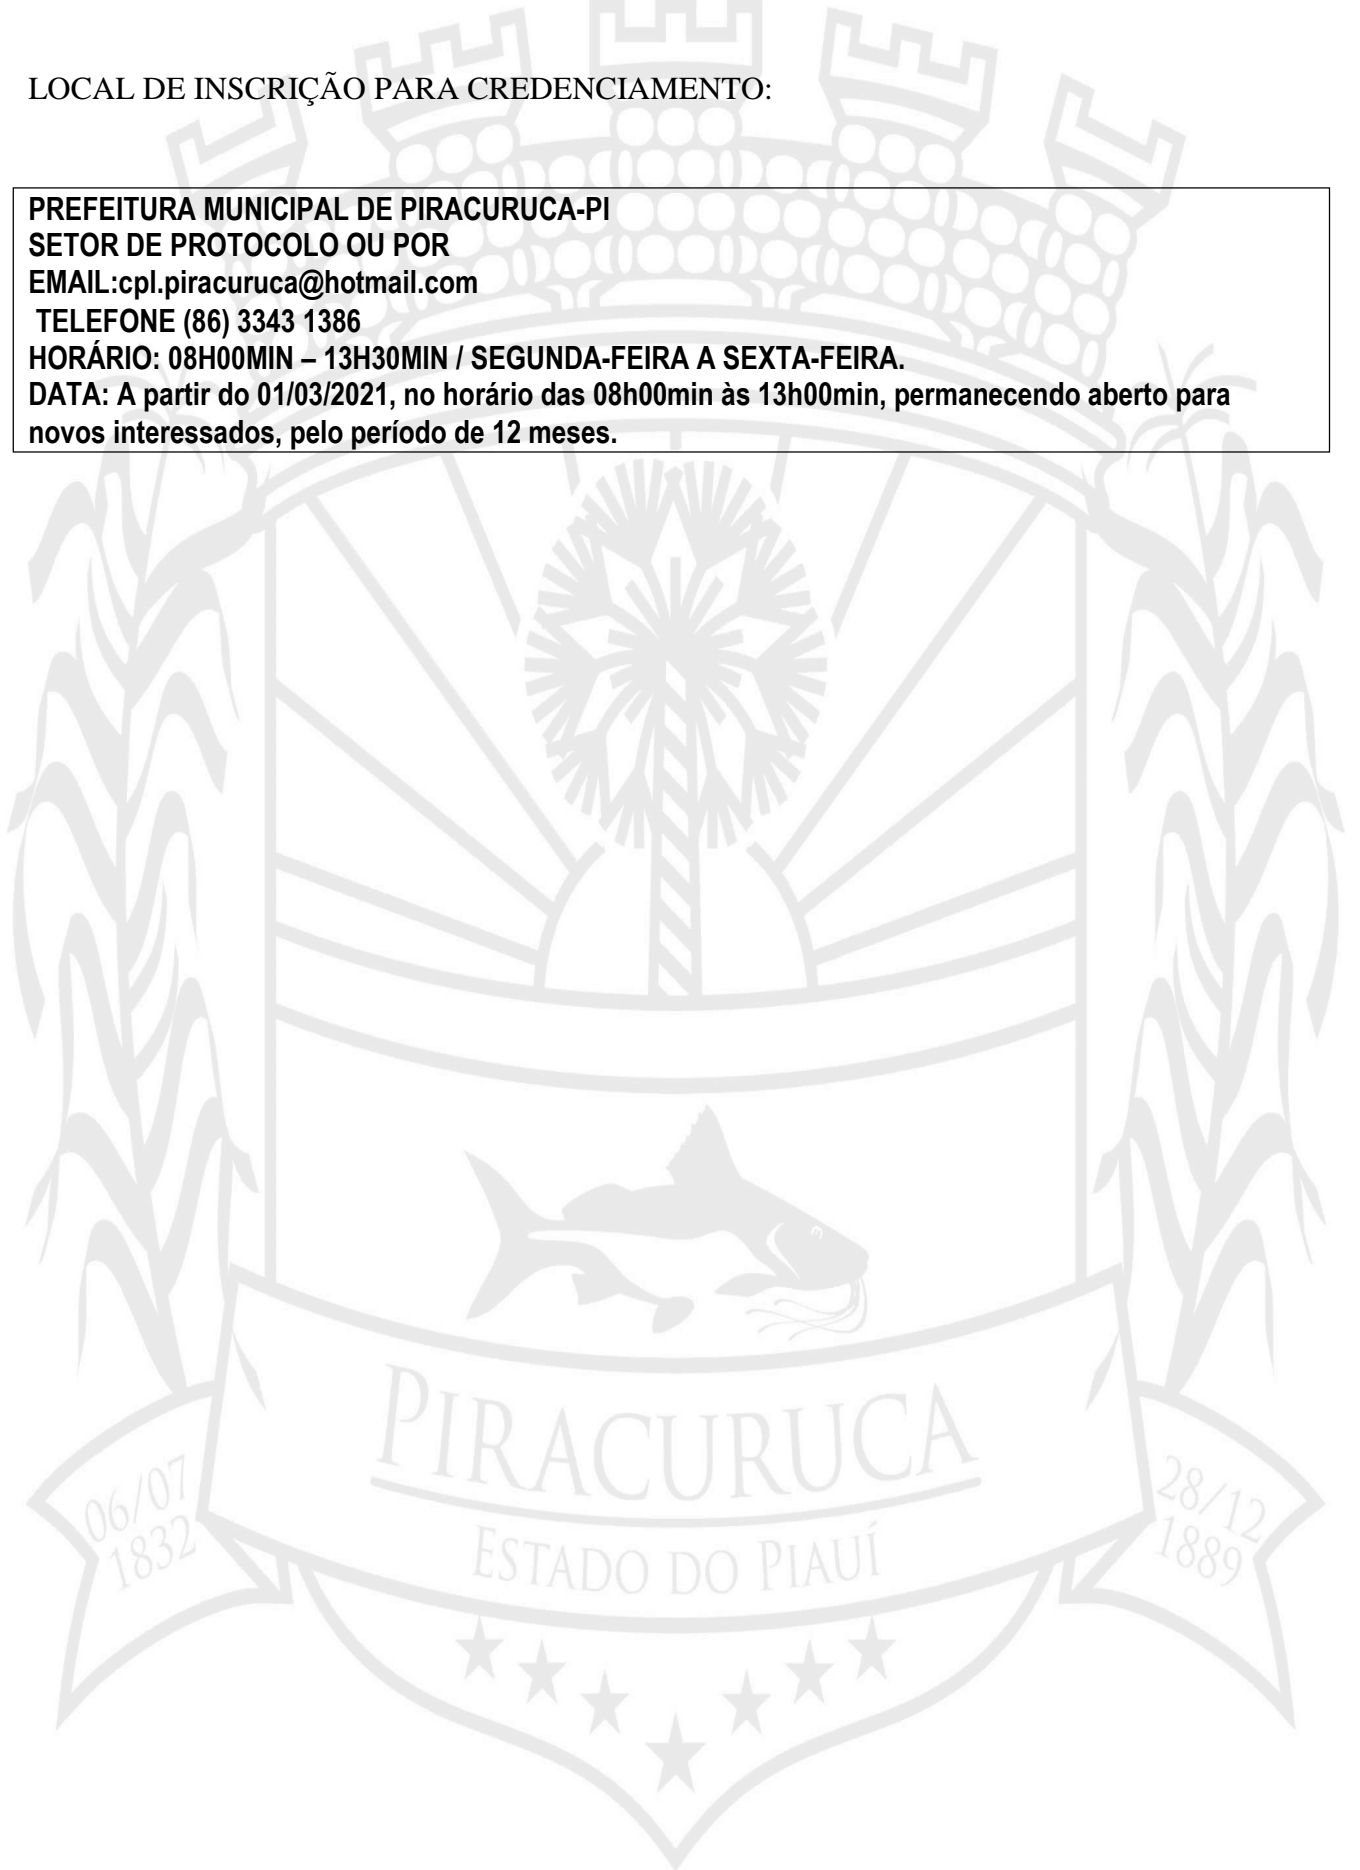 LOCAL DE INSCRIÇÃO PARA CREDENCIAMENTO:
PREFEITURA MUNICIPAL DE PIRACURUCA-PI
SETOR DE PROTOCOLO OU POR
EMAIL:cpl.piracuruca@hotmail.com
TELEFONE (86) 3343 1386
HORÁRIO: 08H00MIN – 13H30MIN / SEGUNDA-FEIRA A SEXTA-FEIRA.
DATA: A partir do 01/03/2021, no horário das 08h00min às 13h00min, permanecendo aberto para
novos interessados, pelo período de 12 meses.
PIRACURUCA
ESTADO DO PIAUÍ
06/07
1832
28/12
1889